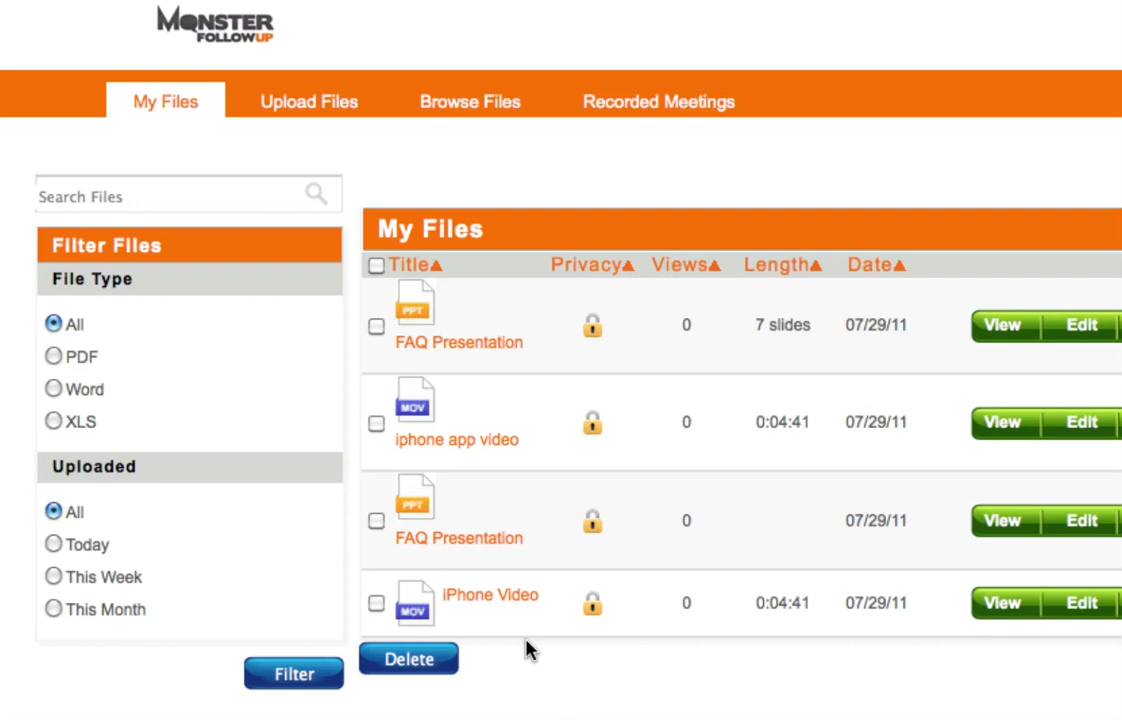 MONSTER
FOLLOWUP
My Files Upload Files Browse Files Recorded Meetings
Search Files
Filter Files
File Type
All
PDF
Word
XLS
Uploaded
All
Today
This Week
This Month
Filter
My Files
Title▲ Privacy▲ Views▲ Length▲ Date▲
PPT
FAQ Presentation 0 7 slides 07/29/11 View Edit
MOV
iphone app video 0 0:04:41 07/29/11 View Edit
PPT
FAQ Presentation 0 07/29/11 View Edit
MOV iPhone Video 0 0:04:41 07/29/11 View Edit
Delete